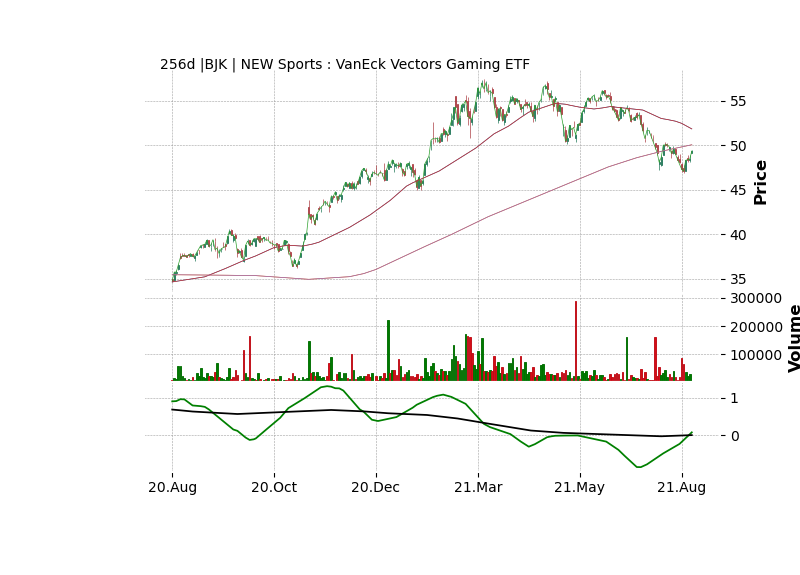 256d |BJK | NEW Sports : VanEck Vectors Gaming ETF
55
50
45
40
35
Price
300000
200000
100000
Volume
1
0
20.Aug 20.Oct 20.Dec 21.Mar 21.May 21.Aug